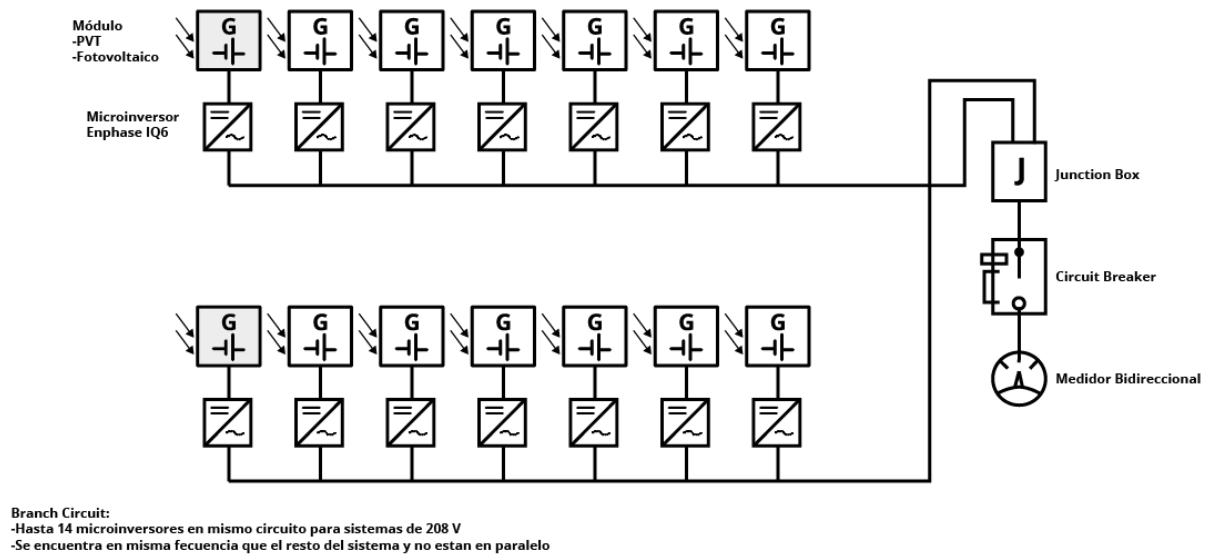 Módulo
-PVT
-Fotovoltaico
G G G G G G G
Microinversor
Enphase IQ6
J
Junction Box
Circuit Breaker
G G G G G G G
Medidor Bidireccional
Branch Circuit:
-Hasta 14 microinversores en mismo circuito para sistemas de 208 V
-Se encuentra en misma fecuencia que el resto del sistema y no estan en paralelo